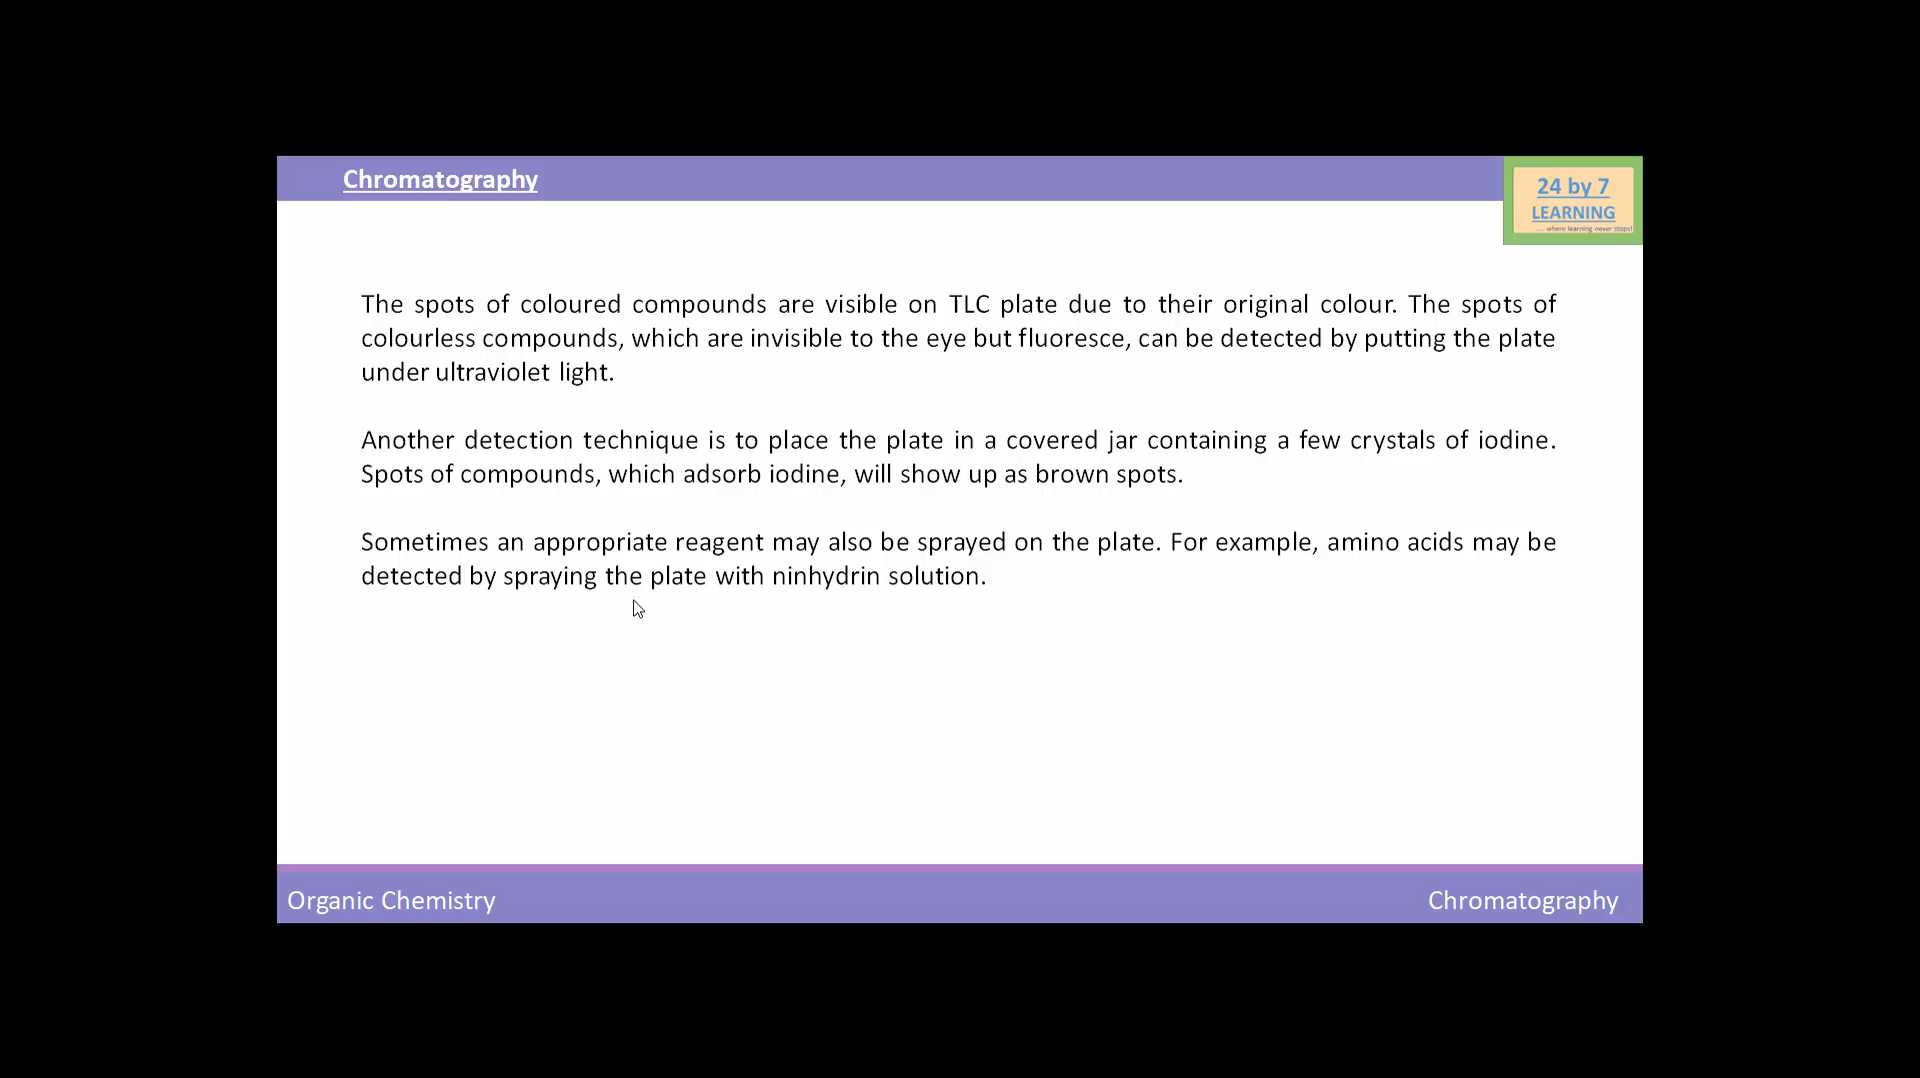 Chromatography
24 by 7
LEARNING
.... where learning never stops!
The spots of coloured compounds are visible on TLC plate due to their original colour. The spots of
colourless compounds, which are invisible to the eye but fluoresce, can be detected by putting the plate
under ultraviolet light.
Another detection technique is to place the plate in a covered jar containing a few crystals of iodine.
Spots of compounds, which adsorb iodine, will show up as brown spots.
Sometimes an appropriate reagent may also be sprayed on the plate. For example, amino acids may be
detected by spraying the plate with ninhydrin solution.
Organic Chemistry
Chromatography